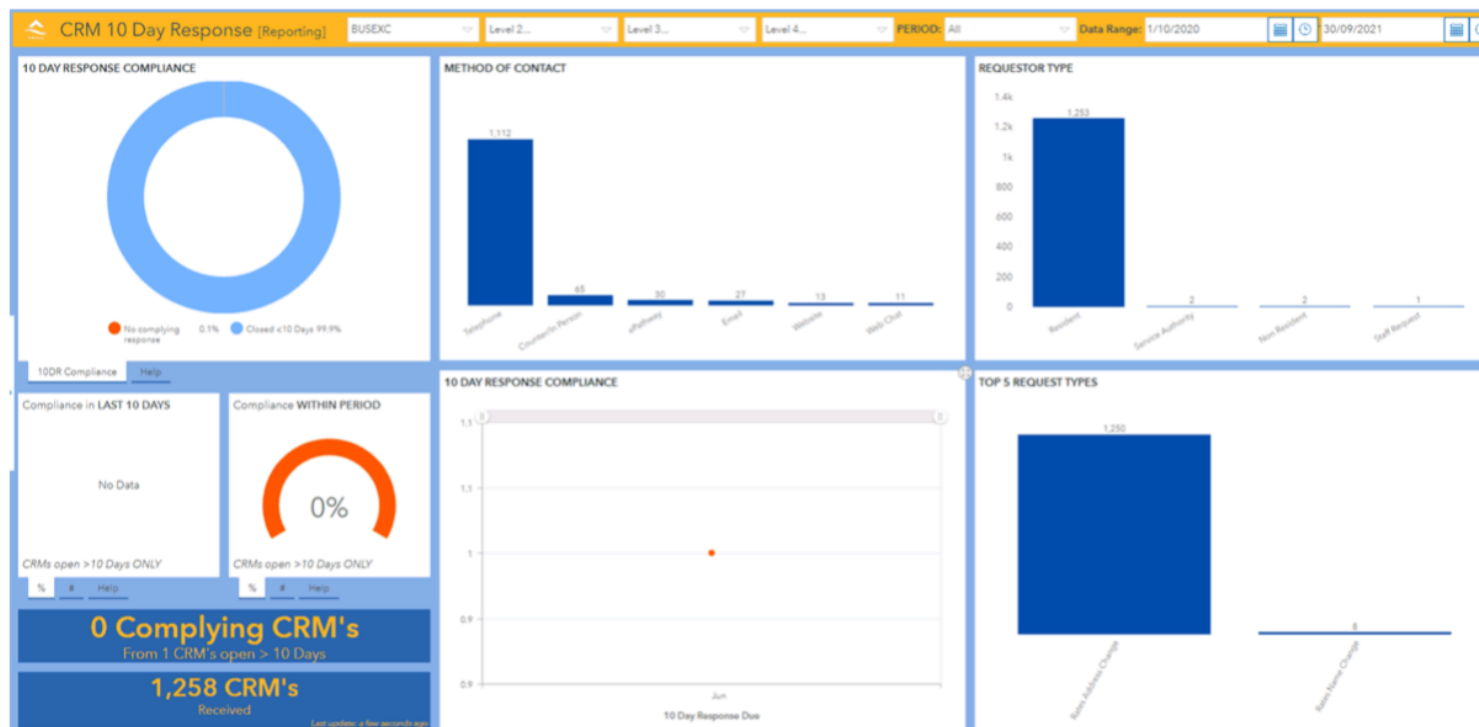 CRM 10 Day Response [Reporting]
BUSEXC
Level 2...
Level 3...
Level 4...
PERIOD: All
Data Range: 1/10/2020
30/09/2021
10 DAY RESPONSE COMPLIANCE
No complying response 0.1%
Closed <10 Days 99.9%
10DR Compliance
Help
METHOD OF CONTACT
1,112
65
30
27
13
11
Telephone
Counter/In Person
ePathway
Email
Website
Web Chat
REQUESTOR TYPE
1.4k
1.2k
1k
800
600
400
200
0
1,253
2
2
1
Resident
Service Authority
Non Resident
Staff Request
Compliance in LAST 10 DAYS
No Data
CRMs open >10 Days ONLY
% # Help
Compliance WITHIN PERIOD
0%
CRMs open >10 Days ONLY
% # Help
0 Complying CRM's
From 1 CRM's open > 10 Days
1,258 CRM's
Received
Last update: a few seconds ago
10 DAY RESPONSE COMPLIANCE
1.1
1.1
1
0.9
0.9
Jun
10 Day Response Due
TOP 5 REQUEST TYPES
1,250
8
Rates Address Change
Rates Name Change